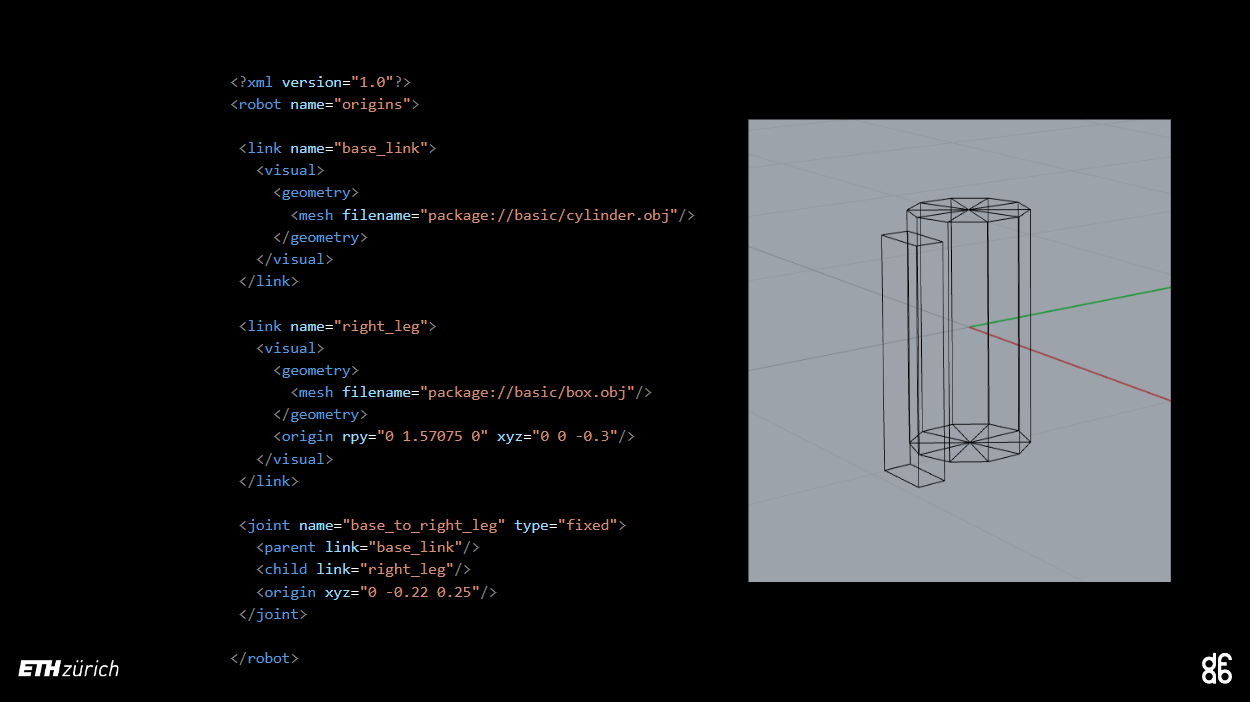 <?xml version="1.0"?>
<robot name="origins">
<link name="base_link">
<visual>
<geometry>
<mesh filename="package://basic/cylinder.obj"/>
</geometry>
</visual>
</link>
<link name="right_leg">
<visual>
<geometry>
<mesh filename="package://basic/box.obj"/>
</geometry>
<origin rpy="0 1.57075 0" xyz="0 0 -0.3"/>
</visual>
</link>
<joint name="base_to_right_leg" type="fixed">
<parent link="base_link"/>
<child link="right_leg"/>
<origin xyz="0 -0.22 0.25"/>
</joint>
</robot>
ETH zürich
dfab